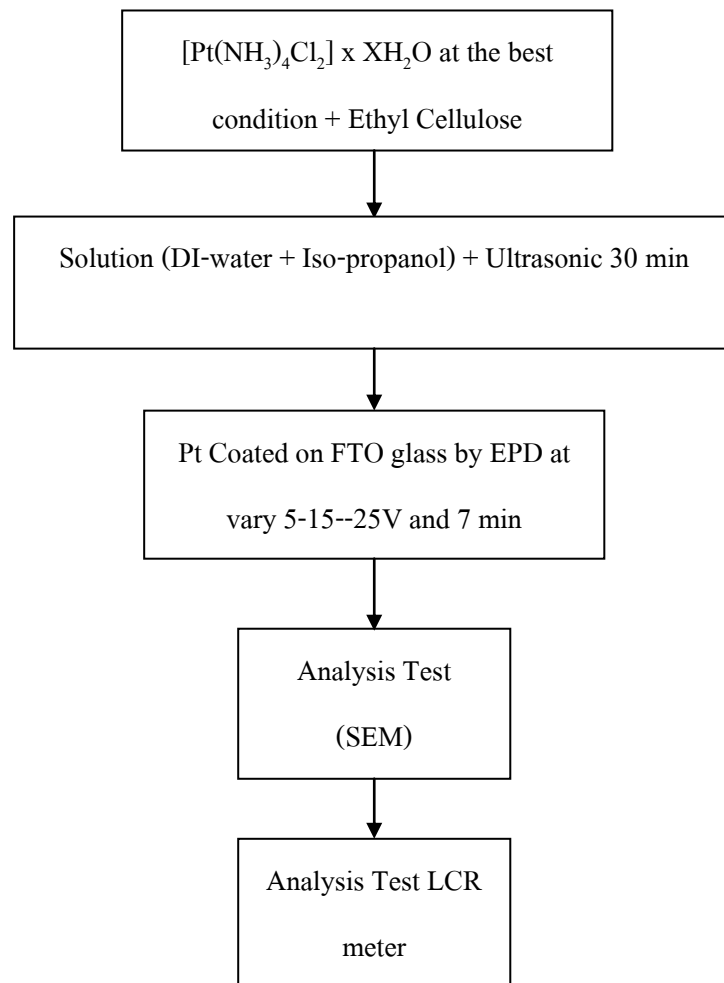 [Pt(NH₃)₄Cl₂] x XH₂O at the best
condition + Ethyl Cellulose
Solution (DI-water + Iso-propanol) + Ultrasonic 30 min
Pt Coated on FTO glass by EPD at
vary 5-15--25V and 7 min
Analysis Test
(SEM)
Analysis Test LCR
meter